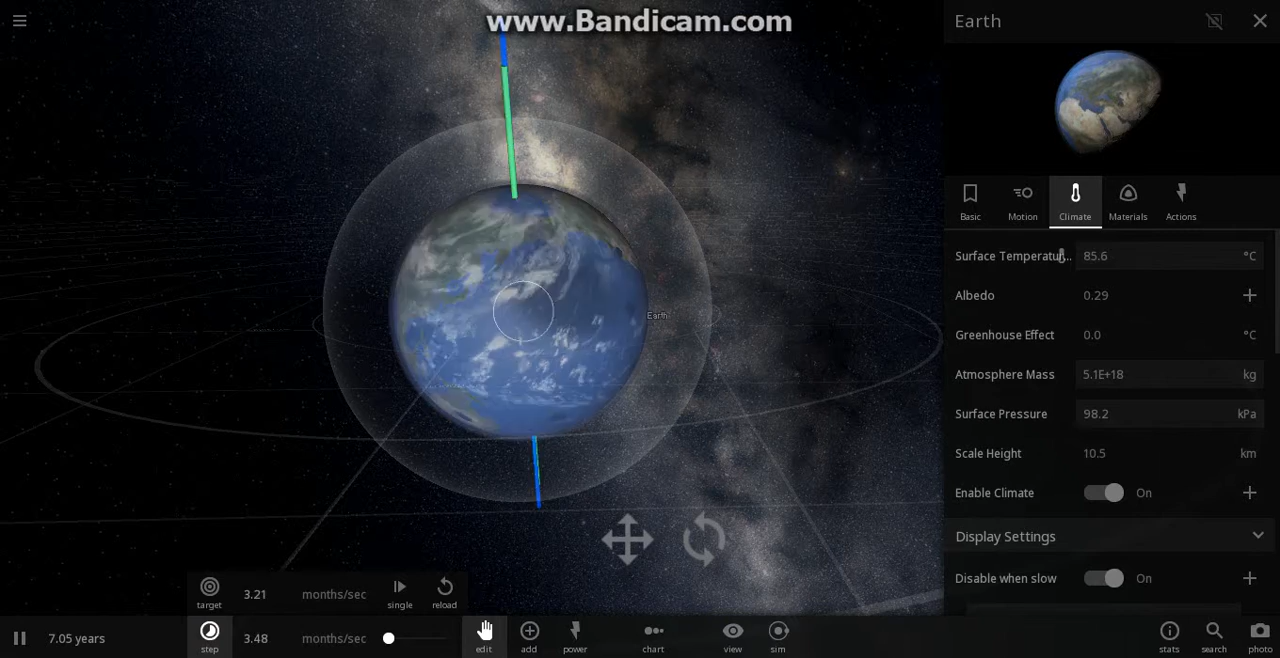 www.Bandicam.com
Earth
Basic
Motion
Climate
Materials
Actions
Surface Temperatur... 85.6 °C
Albedo 0.29
Greenhouse Effect 0.0 °C
Atmosphere Mass 5.1E+18 kg
Surface Pressure 98.2 kPa
Scale Height 10.5 km
Enable Climate On
Display Settings
Disable when slow On
Earth
target 3.21 months/sec single reload
7.05 years step 3.48 months/sec edit add power chart view sim stats search photo